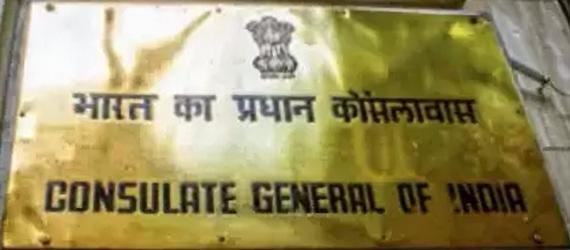 भारत का प्रधान कोंसलावास
CONSULATE GENERAL OF INDIA